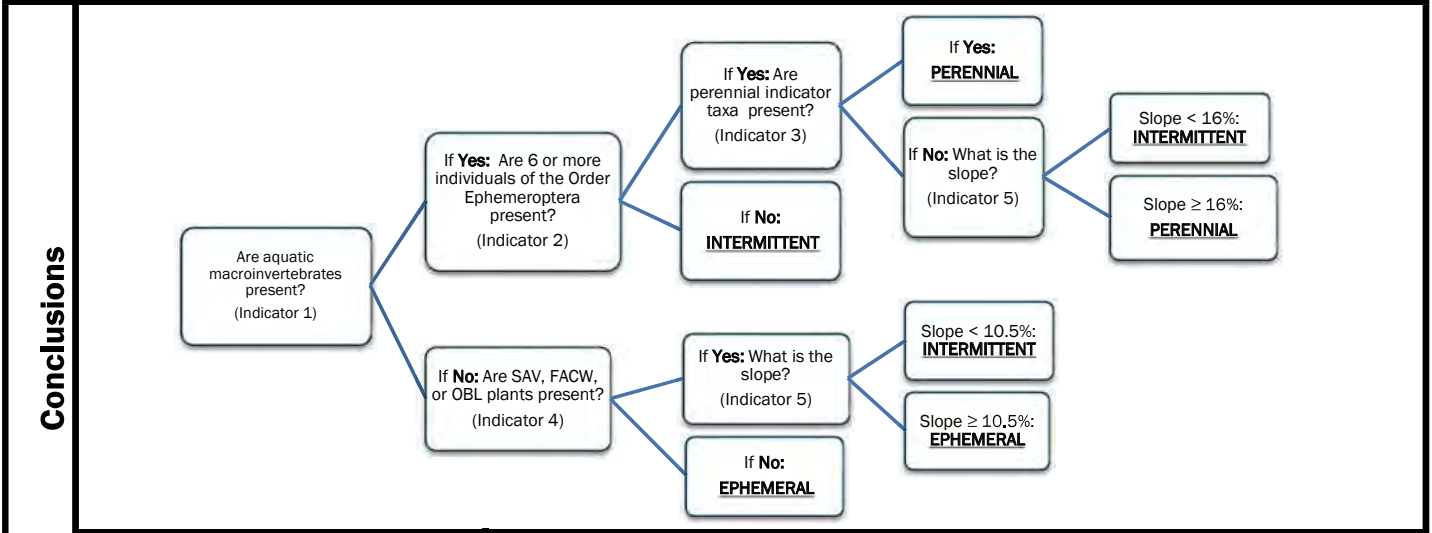 Conclusions
Are aquatic
macroinvertebrates
present?
(Indicator 1)
If Yes: Are 6 or more
individuals of the Order
Ephemeroptera
present?
(Indicator 2)
If Yes: Are
perennial indicator
taxa present?
(Indicator 3)
If Yes:
PERENNIAL
If No: What is the
slope?
(Indicator 5)
Slope < 16%:
INTERMITTENT
Slope ≥ 16%:
PERENNIAL
If No:
INTERMITTENT
If No: Are SAV, FACW,
or OBL plants present?
(Indicator 4)
If Yes: What is the
slope?
(Indicator 5)
Slope < 10.5%:
INTERMITTENT
Slope ≥ 10.5%:
EPHEMERAL
If No:
EPHEMERAL